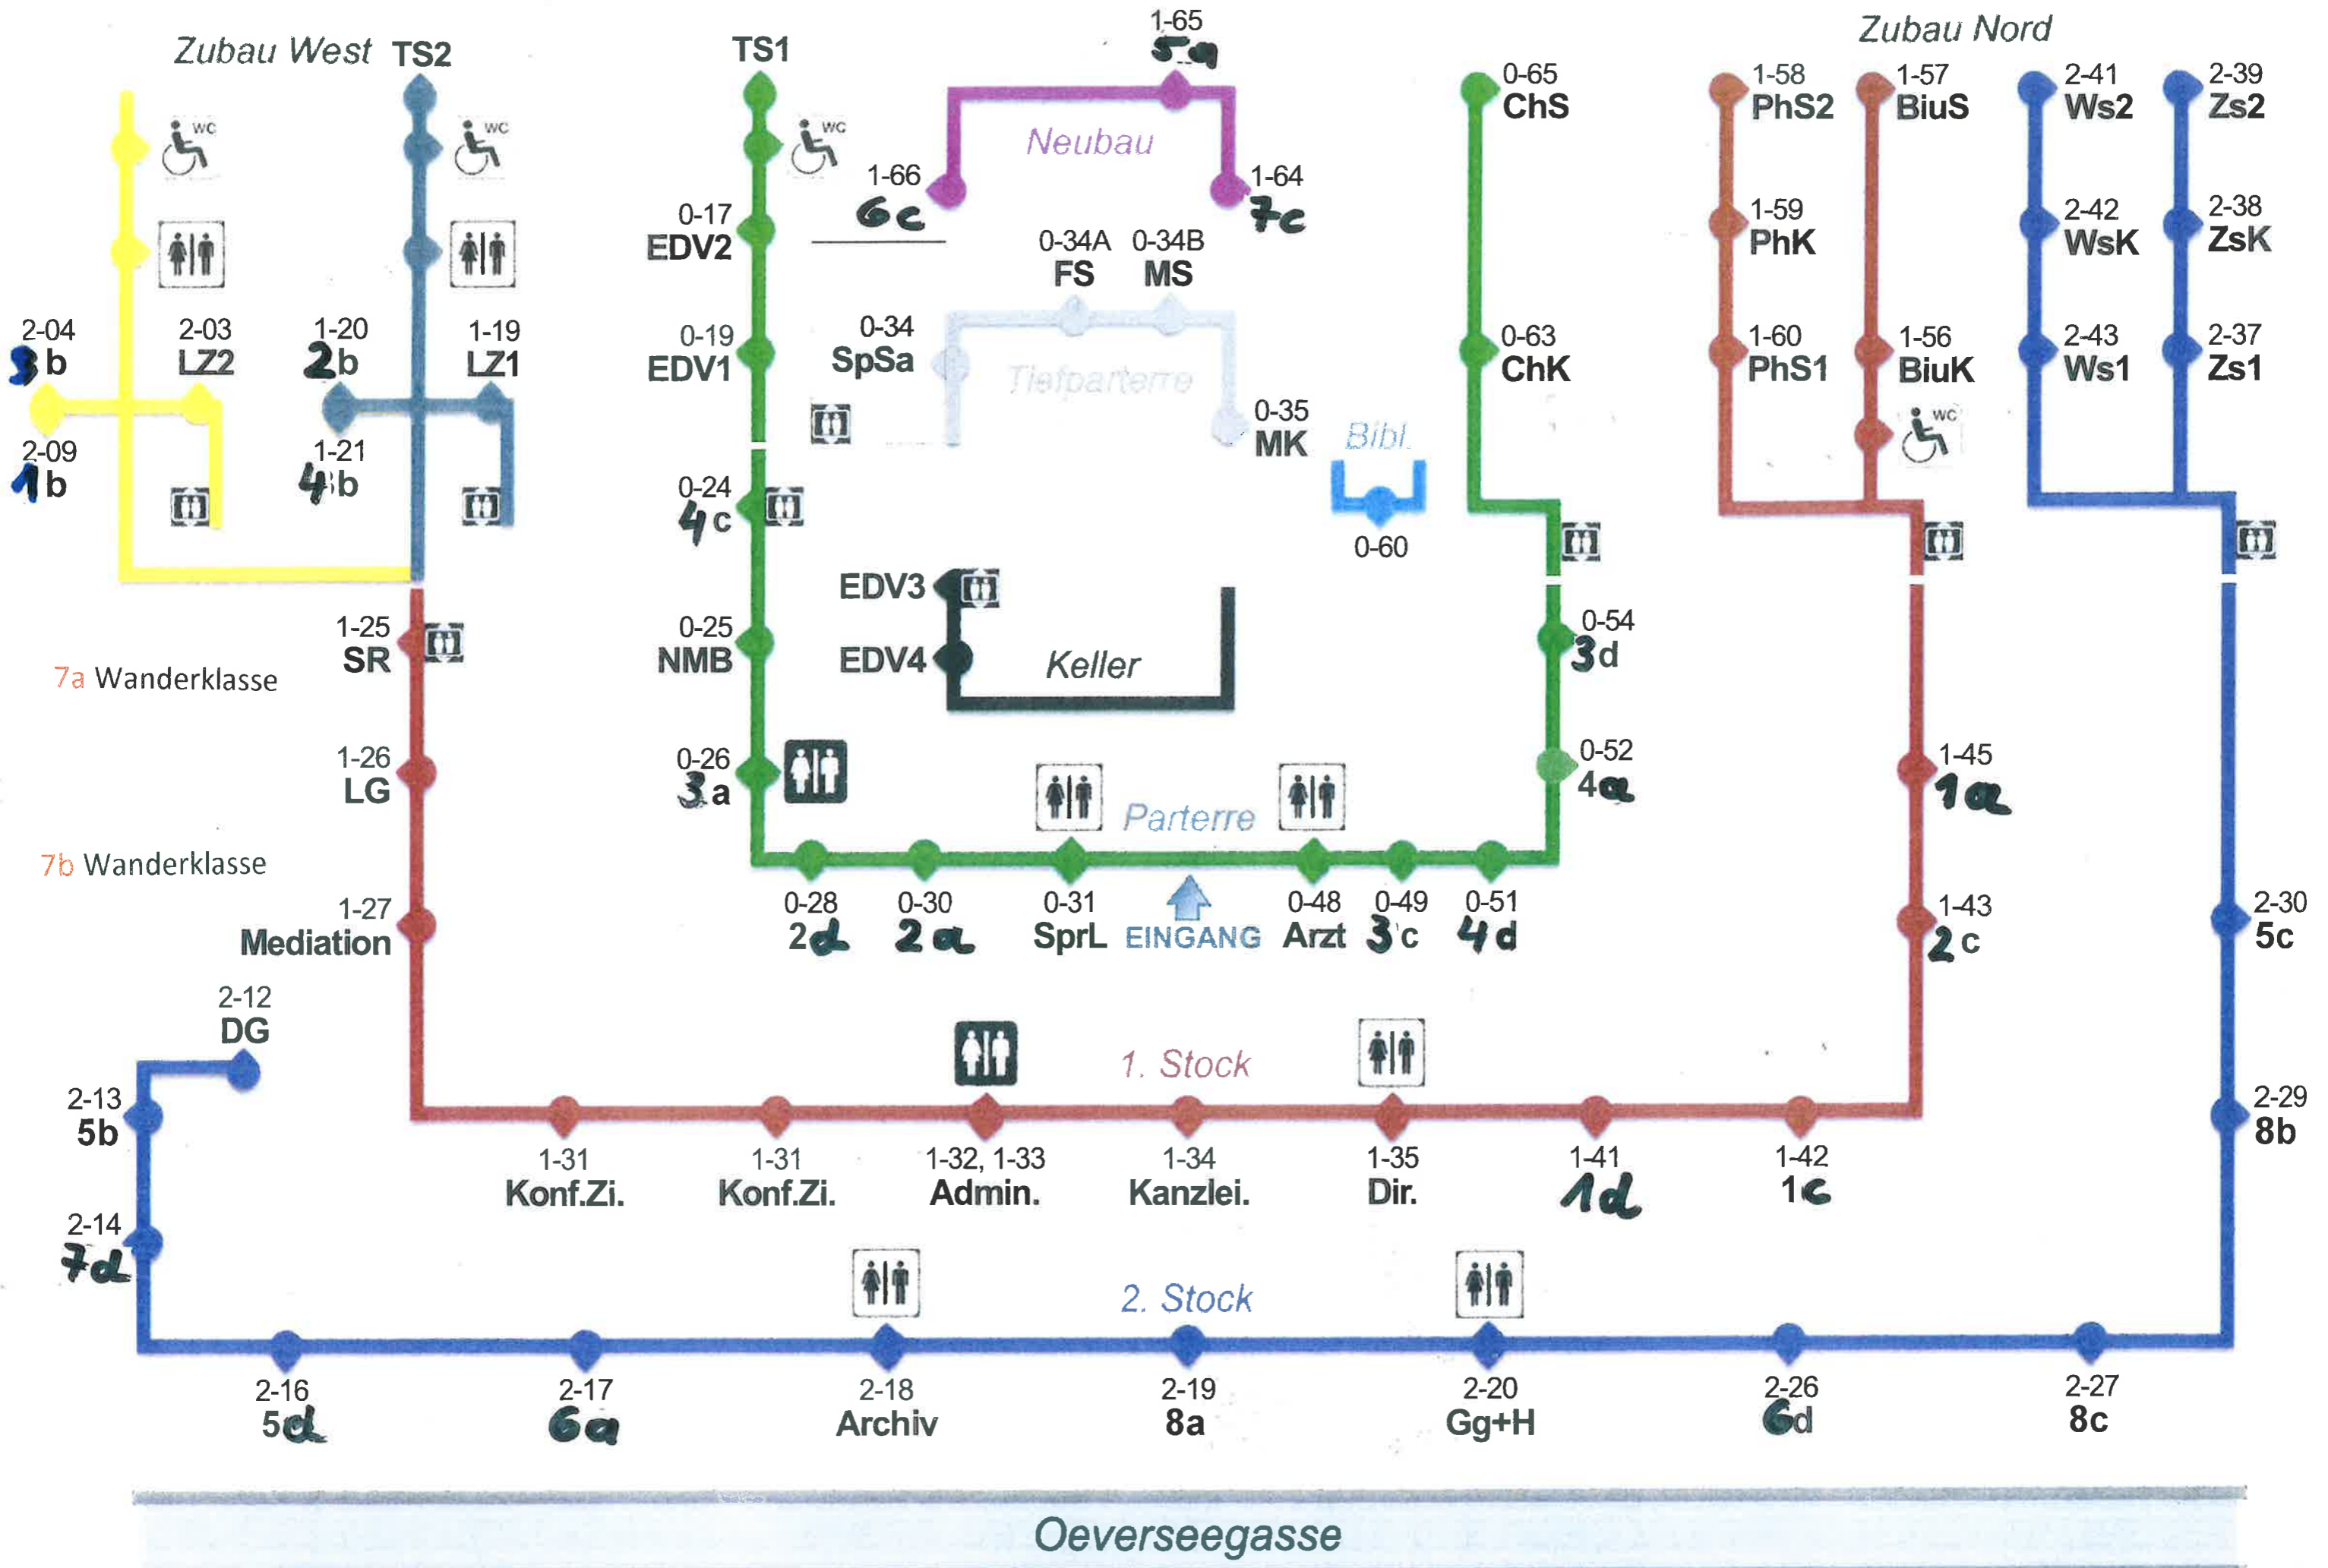 Zubau West
TS2
TS1
1-65
5a
Zubau Nord
WC
WC
WC
Neubau
1-66
6c
1-64
7c
0-65
ChS
1-58
PhS2
1-57
BiuS
2-41
Ws2
2-39
Zs2
0-17
EDV2
0-34A
FS
0-34B
MS
1-59
PhK
2-42
WsK
2-38
ZsK
2-04
3b
2-03
LZ2
1-20
2b
1-19
LZ1
0-19
EDV1
0-34
SpSa
Tiefparterre
0-63
ChK
1-60
PhS1
1-56
BiuK
2-43
Ws1
2-37
Zs1
2-09
1b
1-21
4b
0-35
MK
Bibl.
WC
0-24
4c
0-60
EDV3
1-25
SR
0-25
NMB
EDV4
Keller
0-54
3d
7a Wanderklasse
1-26
LG
0-26
3a
0-52
4a
1-45
1a
Parterre
7b Wanderklasse
1-27
Mediation
0-28
2d
0-30
2a
0-31
SprL
EINGANG
0-48
Arzt
0-49
3c
0-51
4d
1-43
2c
2-30
5c
2-12
DG
1. Stock
2-13
5b
2-29
8b
1-31
Konf.Zi.
1-31
Konf.Zi.
1-32, 1-33
Admin.
1-34
Kanzlei.
1-35
Dir.
1-41
1d
1-42
1c
2-14
7d
2. Stock
2-16
5d
2-17
6a
2-18
Archiv
2-19
8a
2-20
Gg+H
2-26
6d
2-27
8c
Oeverseegasse